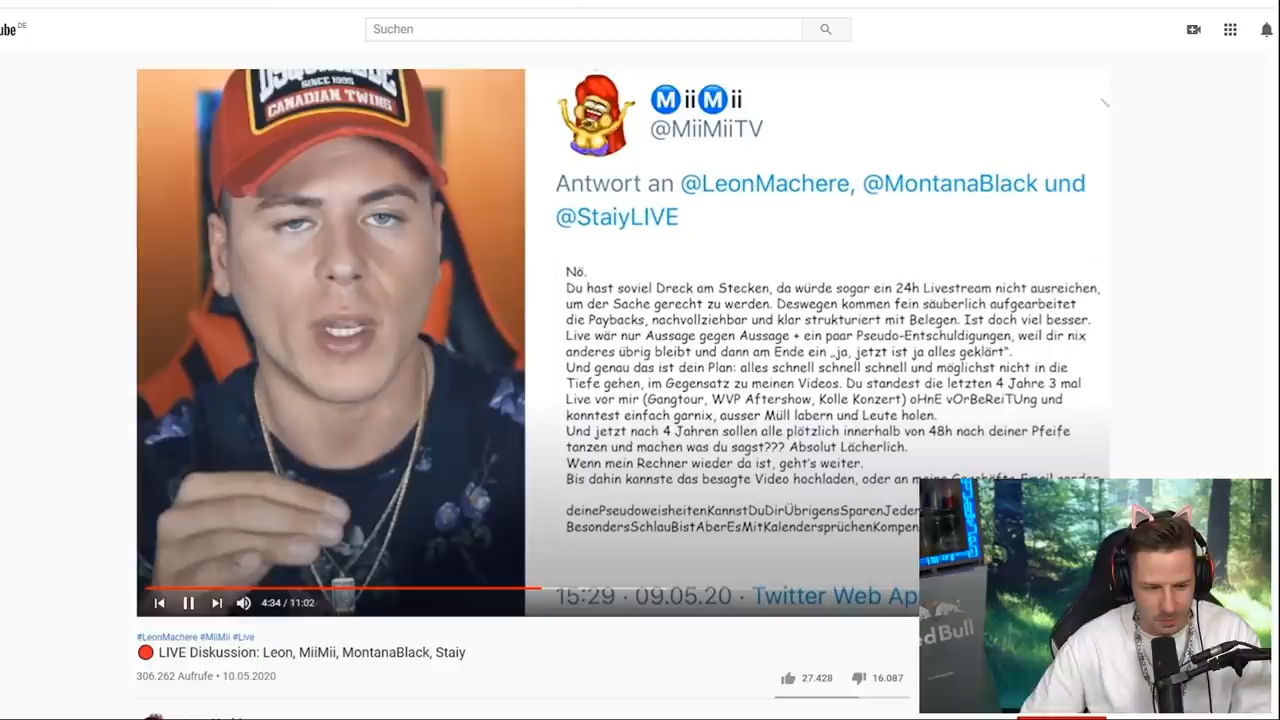 DE
Suchen
SINCE 1995
CANADIAN TWINS
MiiMii
@MiiMiiTV
Antwort an @LeonMachere, @MontanaBlack und
@StaiyLIVE
Nö.
Du hast soviel Dreck am Stecken, da würde sogar ein 24h Livestream nicht ausreichen,
um der Sache gerecht zu werden. Deswegen kommen fein säuberlich aufgearbeitet
die Paybacks, nachvollziehbar und klar strukturiert mit Belegen. Ist doch viel besser.
Live wär nur Aussage gegen Aussage + ein paar Pseudo-Entschuldigungen, weil dir nix
anderes übrig bleibt und dann am Ende ein „ja, jetzt ist ja alles geklärt“.
Und genau das ist dein Plan: alles schnell schnell schnell und möglichst nicht in die
Tiefe gehen, im Gegensatz zu meinen Videos. Du standest die letzten 4 Jahre 3 mal
Live vor mir (Gangtour, WVP Aftershow, Kolle Konzert) oHnE vOrBeReiTUng und
konntest einfach garnix, ausser Müll labern und Leute holen.
Und jetzt nach 4 Jahren sollen alle plötzlich innerhalb von 48h nach deiner Pfeife
tanzen und machen was du sagst??? Absolut Lächerlich.
Wenn mein Rechner wieder da ist, geht's weiter.
Bis dahin kannste das besagte Video hochladen, oder an meine Geschäfts Email senden
deinePseudoweisheitenKannstDuDirÜbrigensSparenJeder
BesondersSchlauBistAberEsMitKalendersprüchenKompen
15:29 · 09.05.20 · Twitter Web Ap
4:34 / 11:02
#LeonMachere #MiiMii #Live
LIVE Diskussion: Leon, MiiMii, MontanaBlack, Staiy
306.262 Aufrufe • 10.05.2020
27.428
16.087
Red Bull